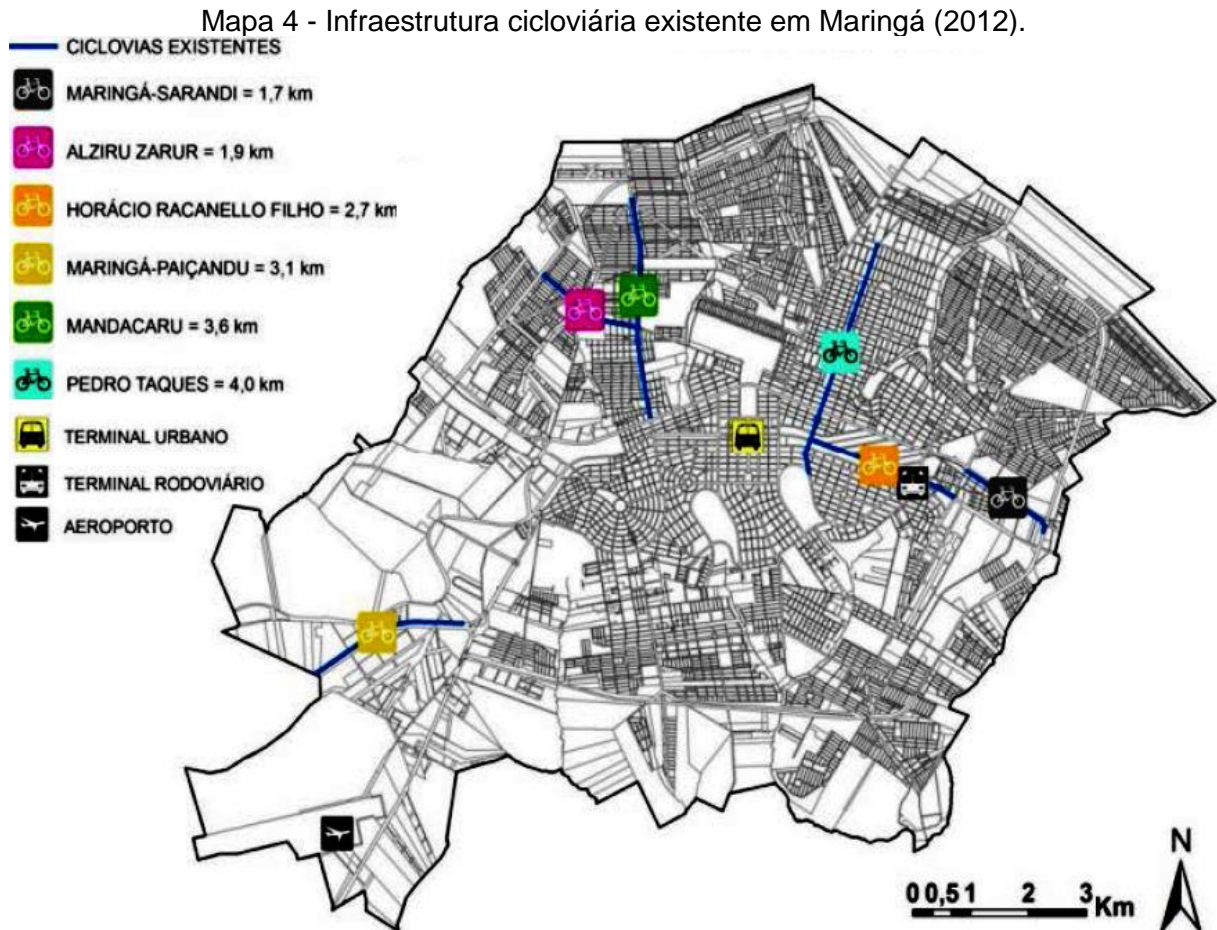 Mapa 4 - Infraestrutura cicloviária existente em Maringá (2012).
CICLOVIAS EXISTENTES
MARINGÁ-SARANDI = 1,7 km
ALZIRU ZARUR = 1,9 km
HORÁCIO RACANELLO FILHO = 2,7 km
MARINGÁ-PAIÇANDU = 3,1 km
MANDACARU = 3,6 km
PEDRO TAQUES = 4,0 km
TERMINAL URBANO
TERMINAL RODOVIÁRIO
AEROPORTO
N
0 0,5 1 2 3 Km